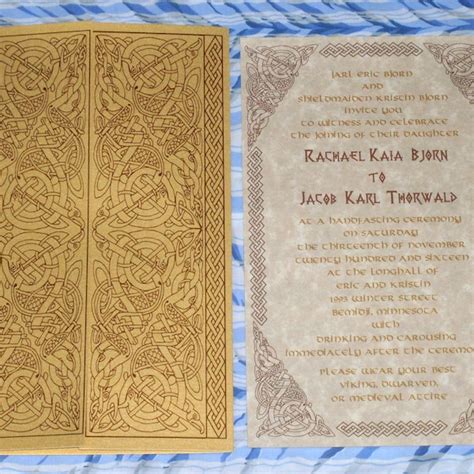 Jarl Eric Bjorn
and
Shieldmaiden Kristin Bjorn
invite you
to witness and celebrate
the joining of their daughter
Rachael Kaia Bjorn
to
Jacob Karl Thorwald
at a handfasting ceremony
on Saturday
the thirteenth of November
twenty hundred and sixteen
at the longhall of
Eric and Kristin
1993 Winter Street
Bemidji, Minnesota
with
drinking and carousing
immediately after the ceremo
Please wear your best
Viking, Dwarven,
or Medieval attire